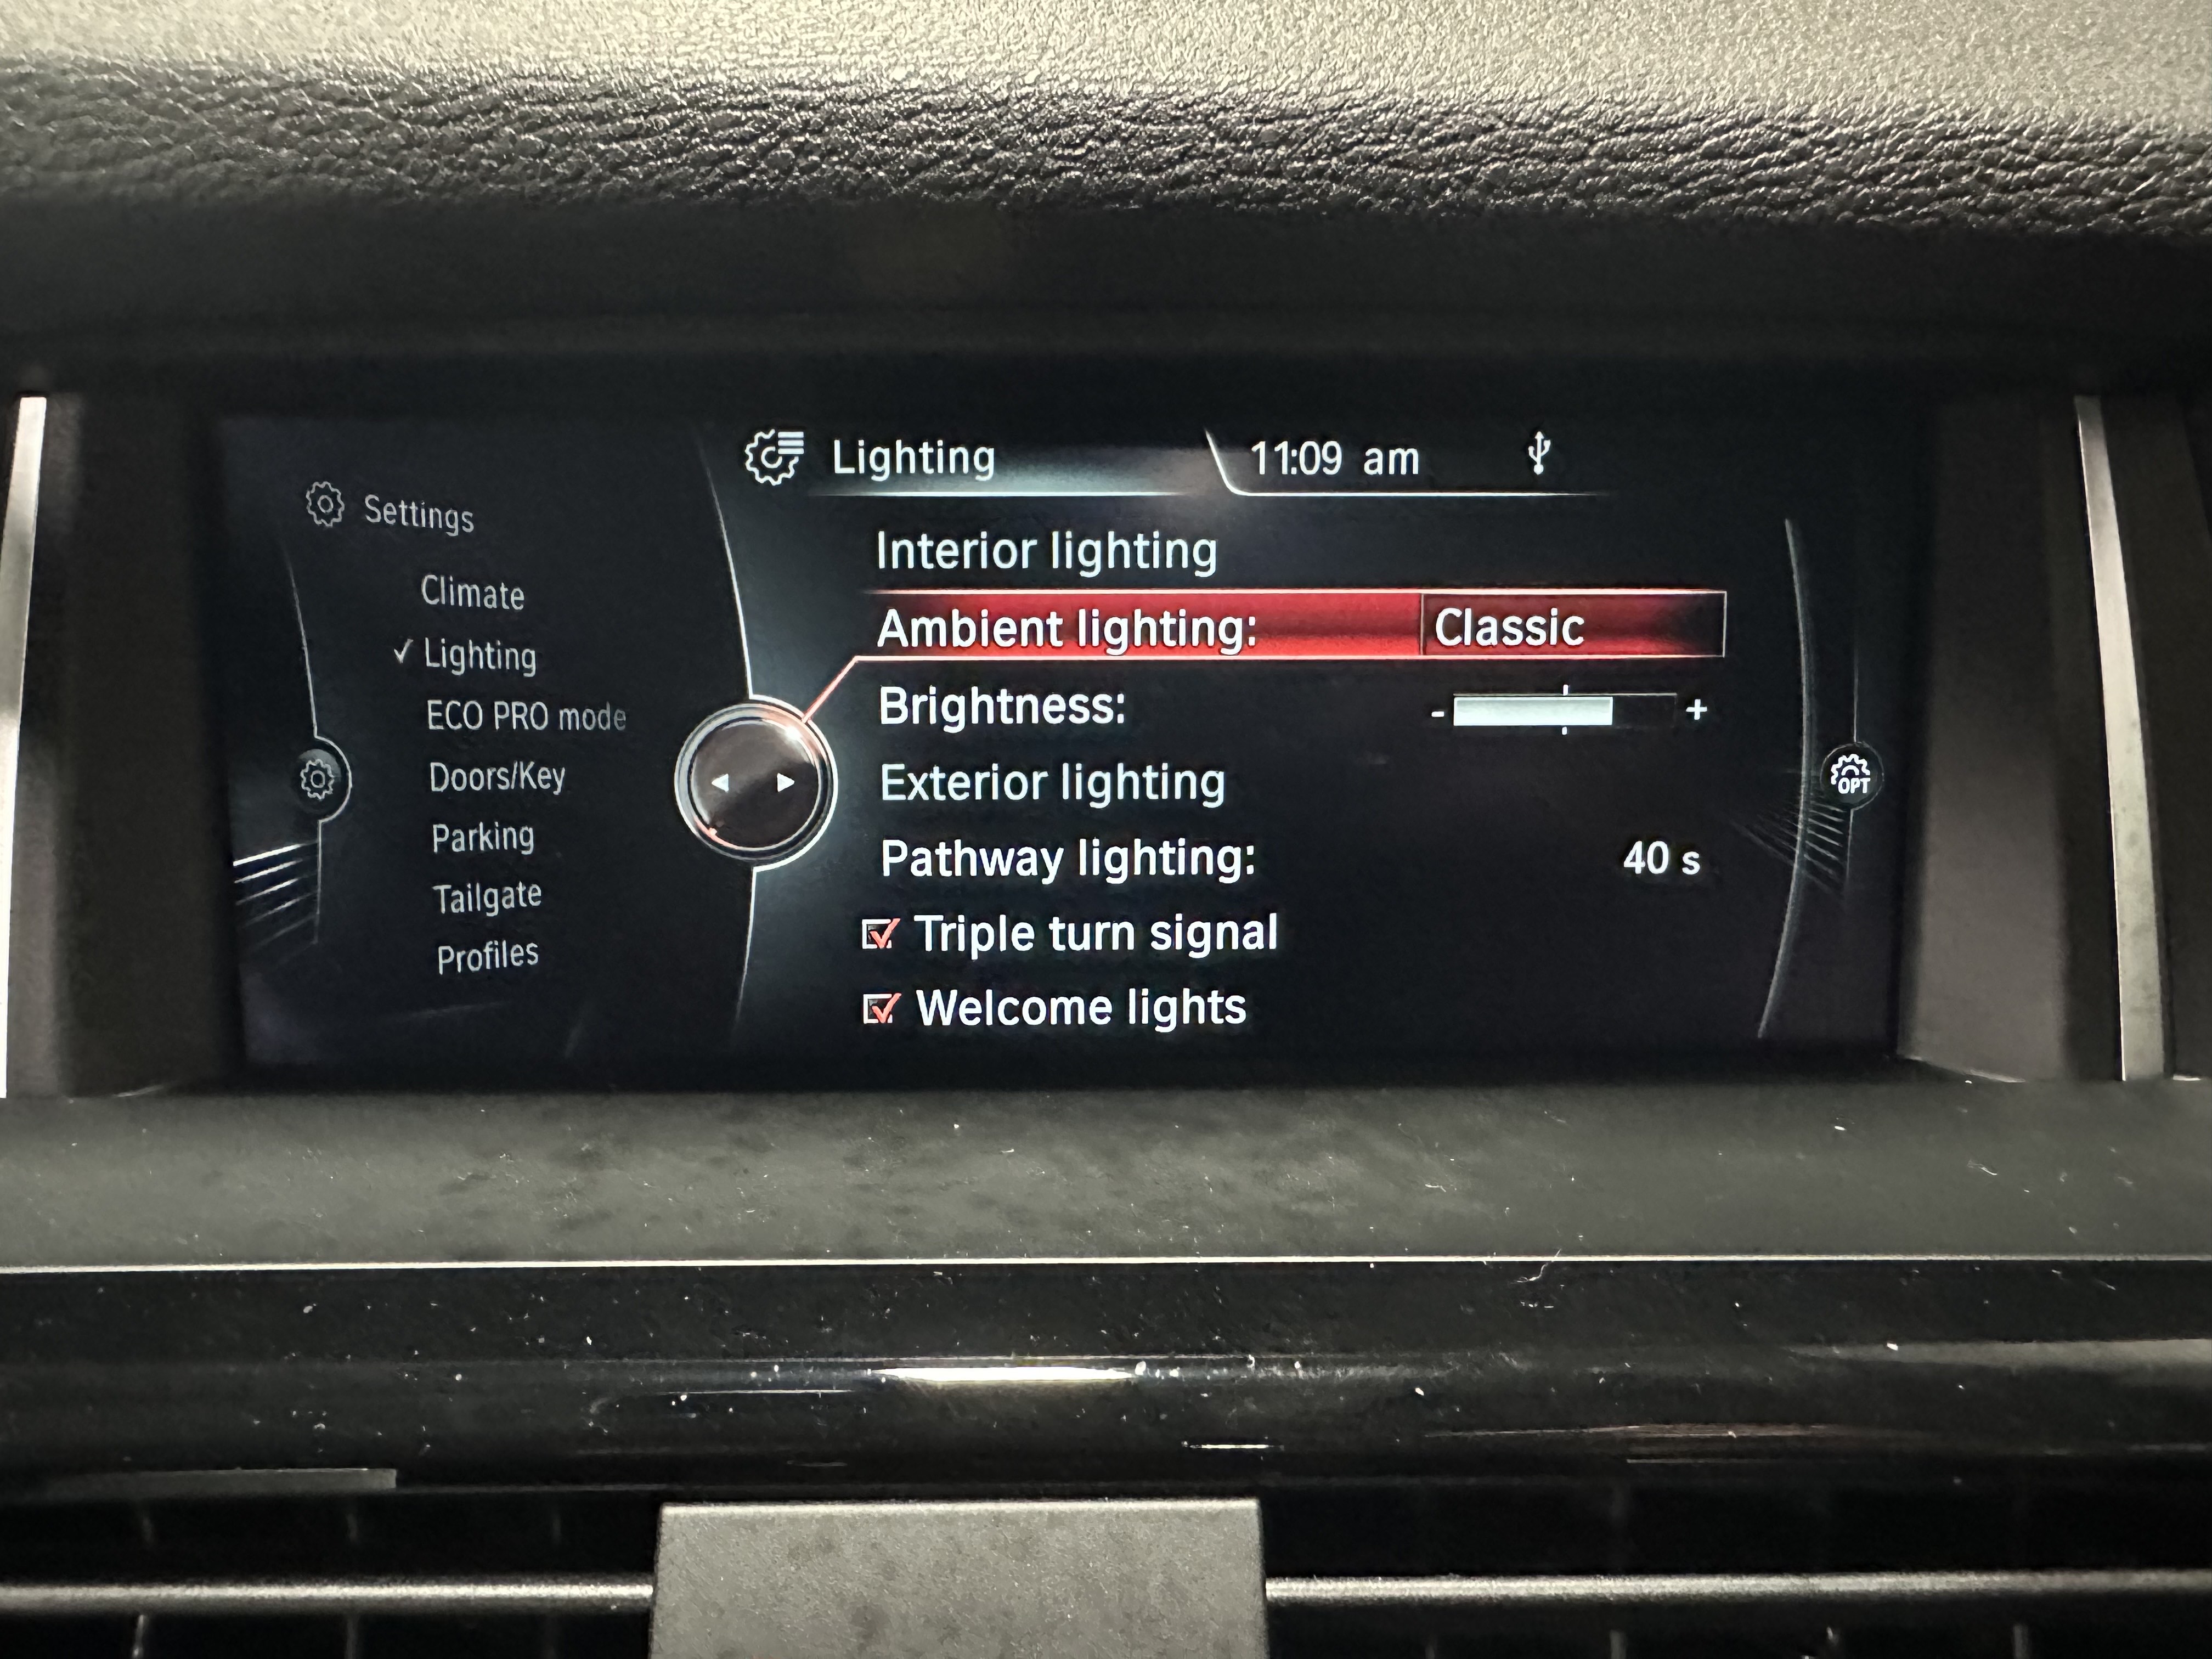 Lighting
11:09 am
Settings
Climate
Lighting
ECO PRO mode
Doors/Key
Parking
Tailgate
Profiles
Interior lighting
Ambient lighting: Classic
Brightness: - +
Exterior lighting
Pathway lighting: 40 s
Triple turn signal
Welcome lights
OPT